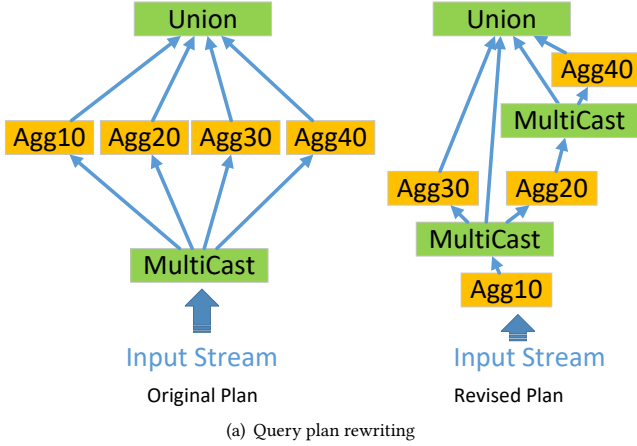 Union
Agg10 Agg20 Agg30 Agg40
MultiCast
Input Stream
Original Plan
Union
Agg40
MultiCast
Agg30 Agg20
MultiCast
Agg10
Input Stream
Revised Plan
(a) Query plan rewriting